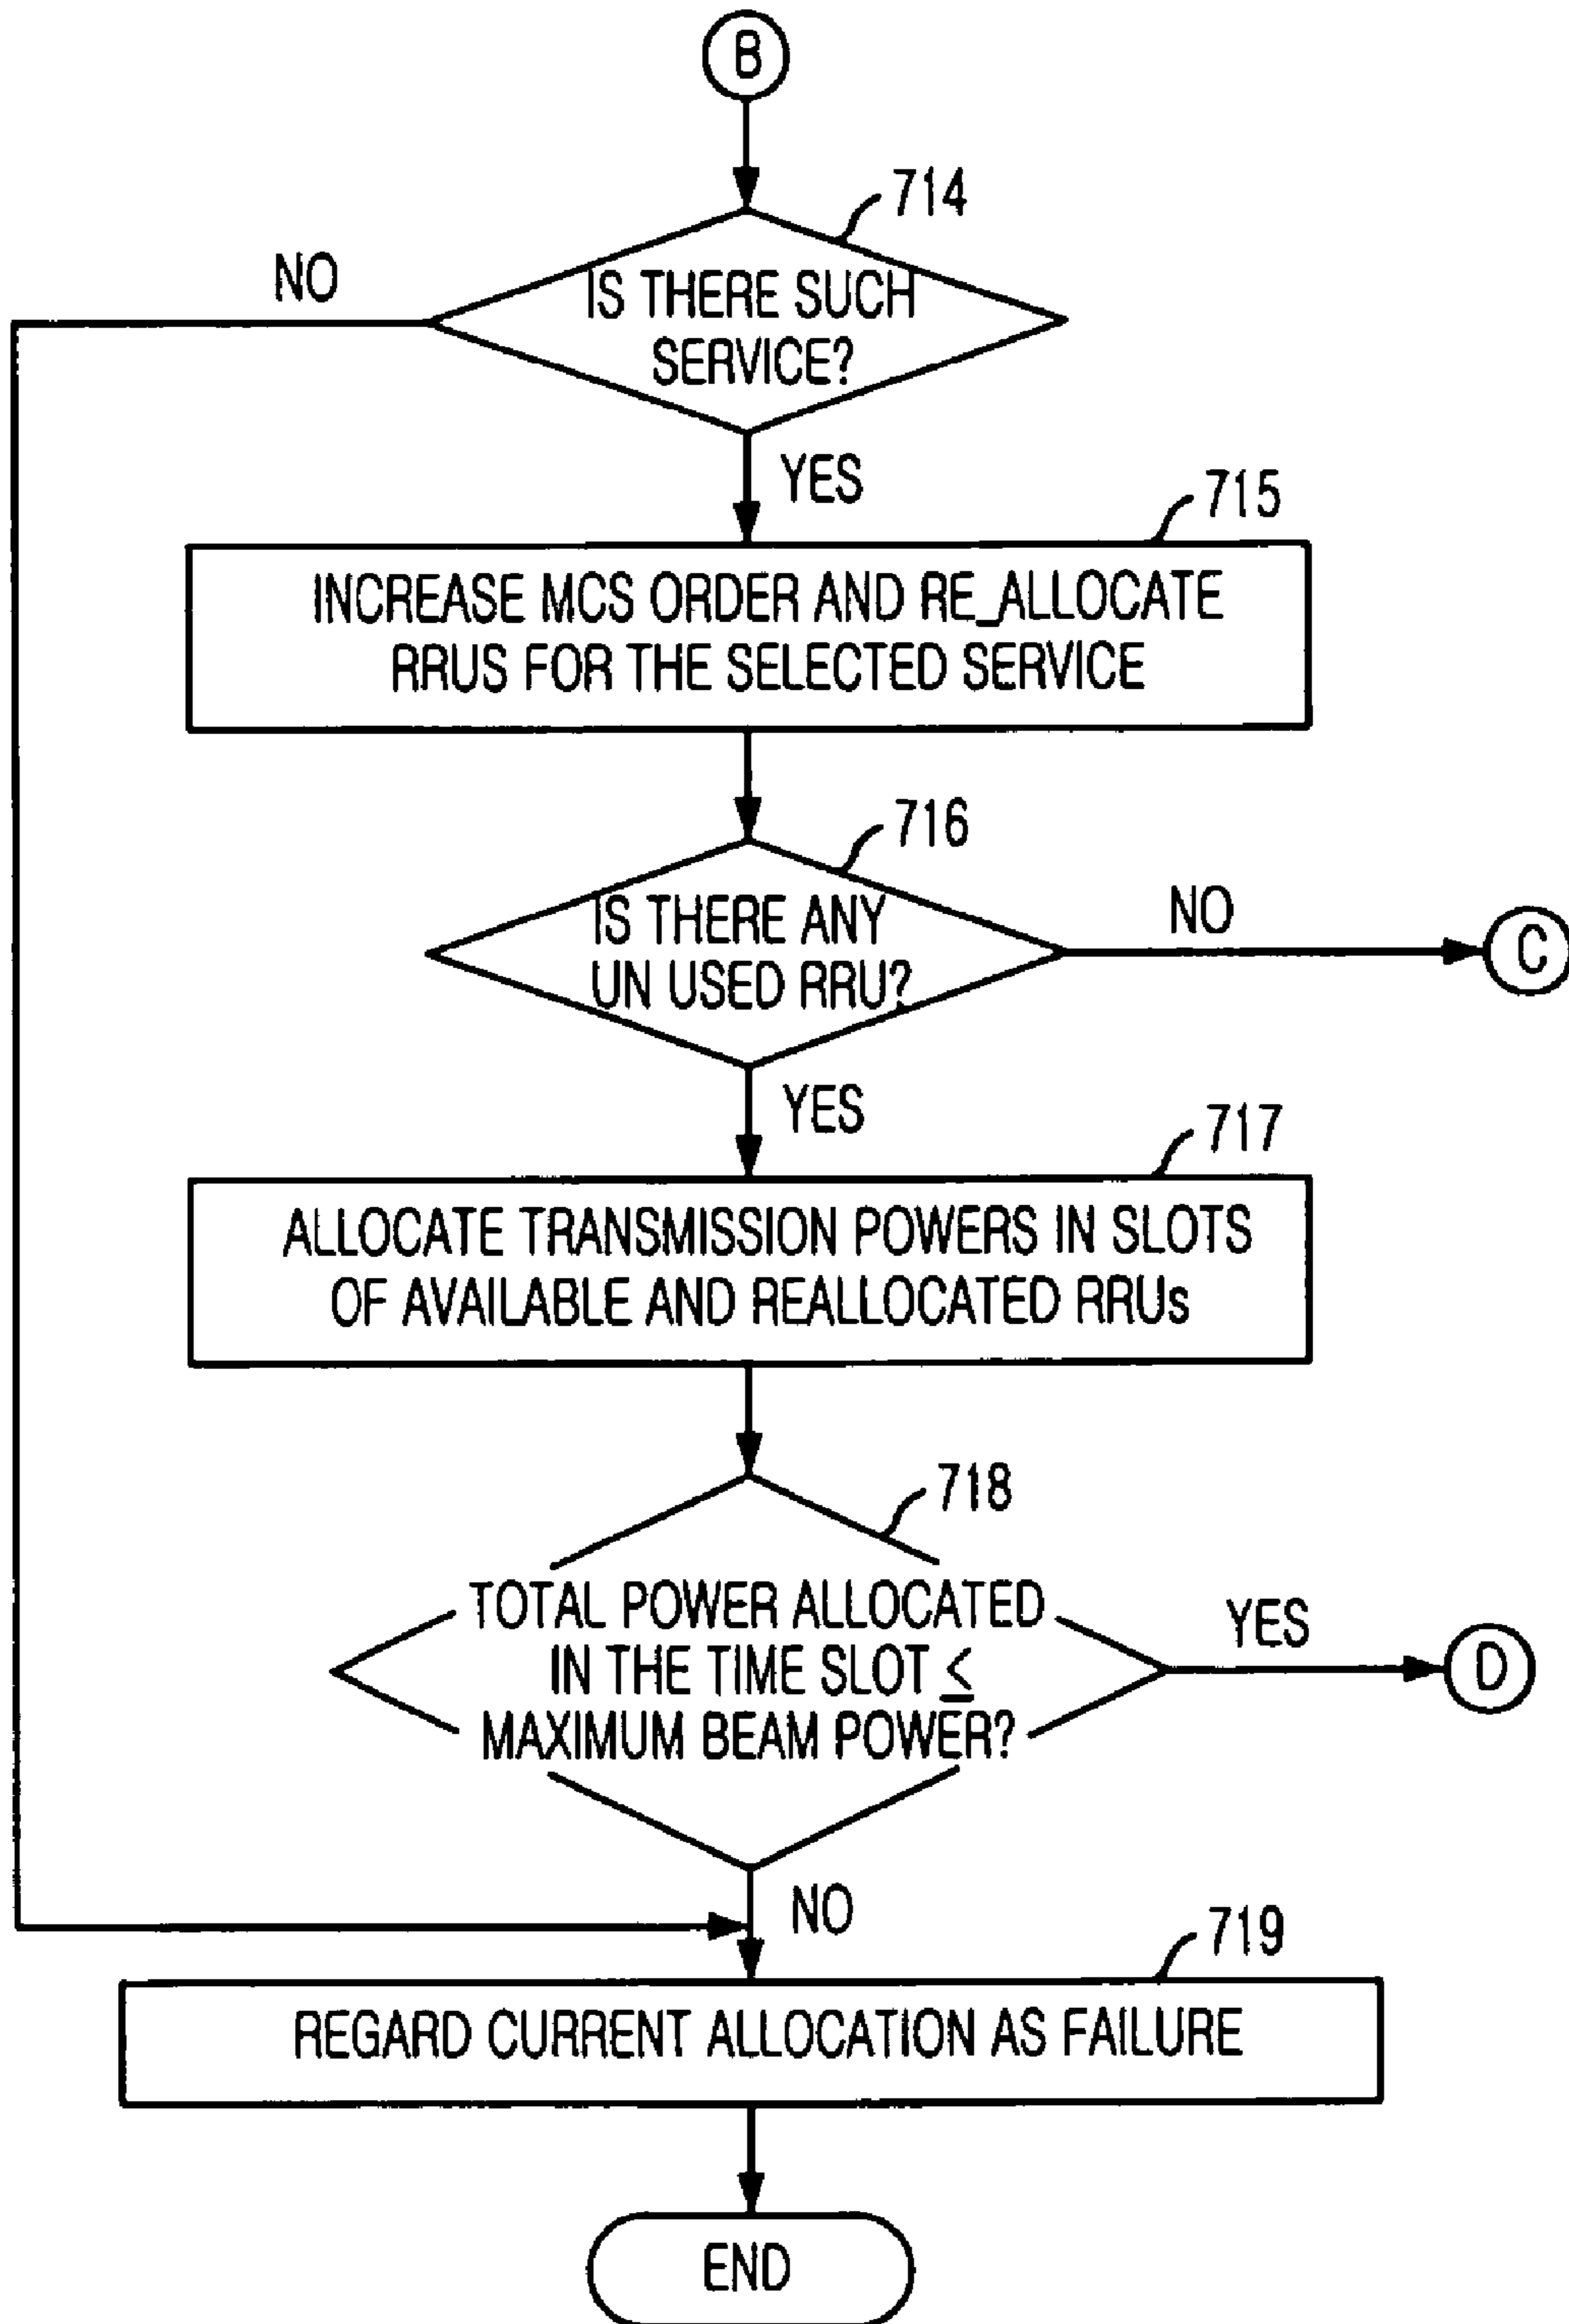 B
714
NO
IS THERE SUCH
SERVICE?
YES
715
INCREASE MCS ORDER AND RE_ALLOCATE
RRUS FOR THE SELECTED SERVICE
716
IS THERE ANY
UN USED RRU?
NO
C
YES
717
ALLOCATE TRANSMISSION POWERS IN SLOTS
OF AVAILABLE AND REALLOCATED RRUs
718
TOTAL POWER ALLOCATED
IN THE TIME SLOT ≤
MAXIMUM BEAM POWER?
YES
D
NO
719
REGARD CURRENT ALLOCATION AS FAILURE
END